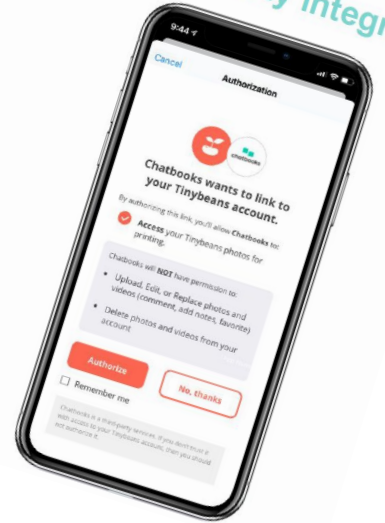 y integr
9:44
Cancel
Authorization
chatbooks
Chatbooks wants to link to
your Tinybeans account.
By authorizing this link, you'll allow Chatbooks to:
Access your Tinybeans photos for
printing.
Chatbooks will NOT have permission to:
• Upload, Edit, or Replace photos and
videos (comment, add notes, favorite)
• Delete photos and videos from your
account
Authorize
No, thanks
Remember me
Chatbooks is a third-party services. If you don't trust it
with access to your Tinybeans account, then you should
not authorize it.